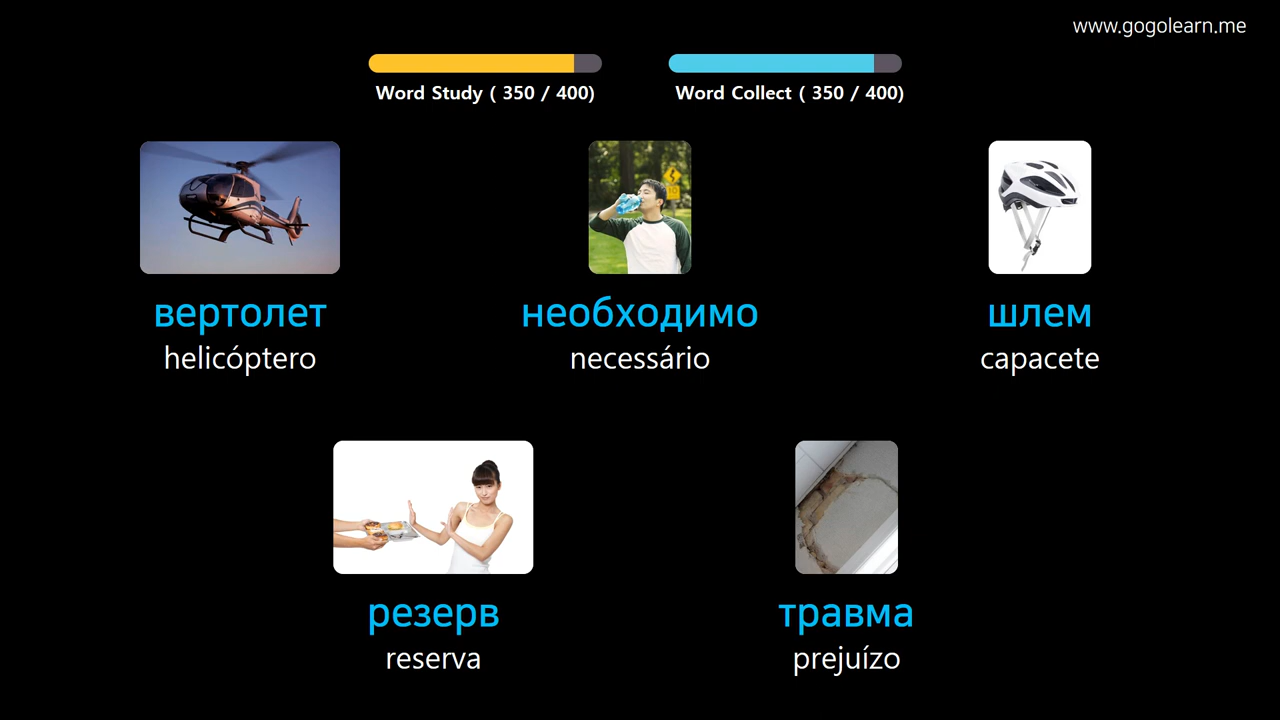 www.gogolearn.me
Word Study ( 350 / 400)
Word Collect ( 350 / 400)
вертолет
helicóptero
необходимо
necessário
шлем
capacete
резерв
reserva
травма
prejuízo